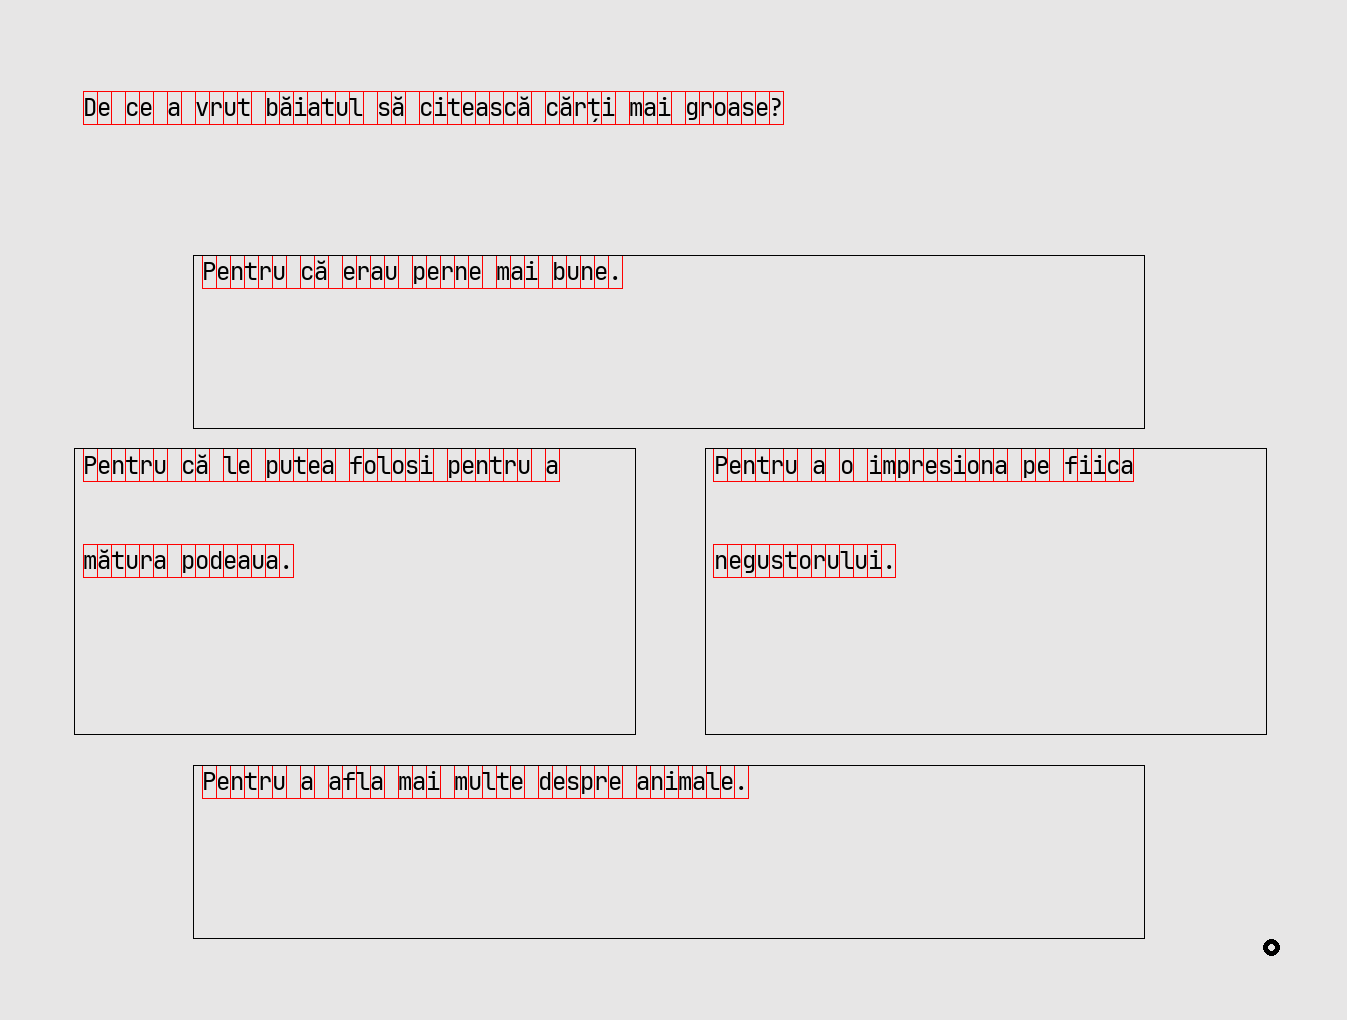 De ce a vrut băiatul să citească cărți mai groase?
Pentru că erau perne mai bune.
Pentru că le putea folosi pentru a
mătura podeaua.
Pentru a o impresiona pe fiica
negustorului.
Pentru a afla mai multe despre animale.